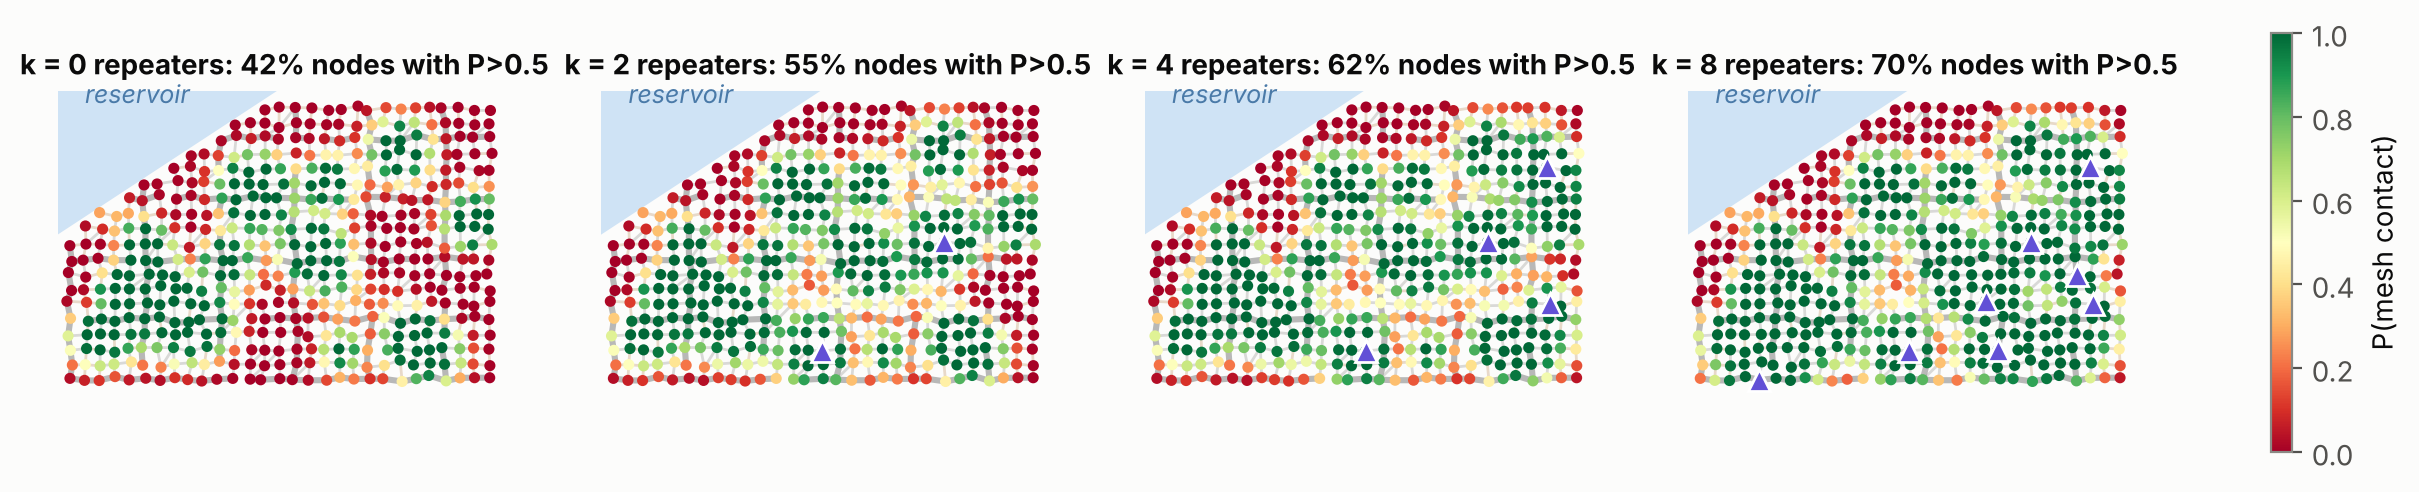 k = 0 repeaters: 42% nodes with P>0.5
k = 2 repeaters: 55% nodes with P>0.5
k = 4 repeaters: 62% nodes with P>0.5
k = 8 repeaters: 70% nodes with P>0.5
reservoir
reservoir
reservoir
reservoir
1.0
0.8
0.6
0.4
0.2
0.0
P(mesh contact)